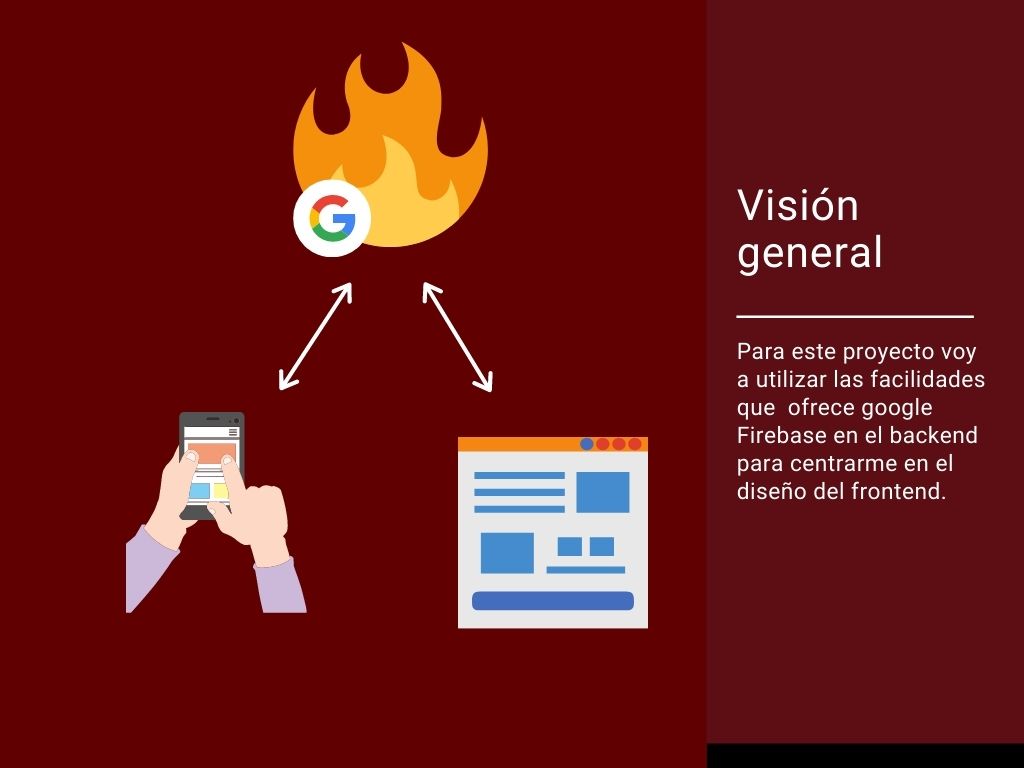 Visión
general
Para este proyecto voy
a utilizar las facilidades
que  ofrece google
Firebase en el backend
para centrarme en el
diseño del frontend.